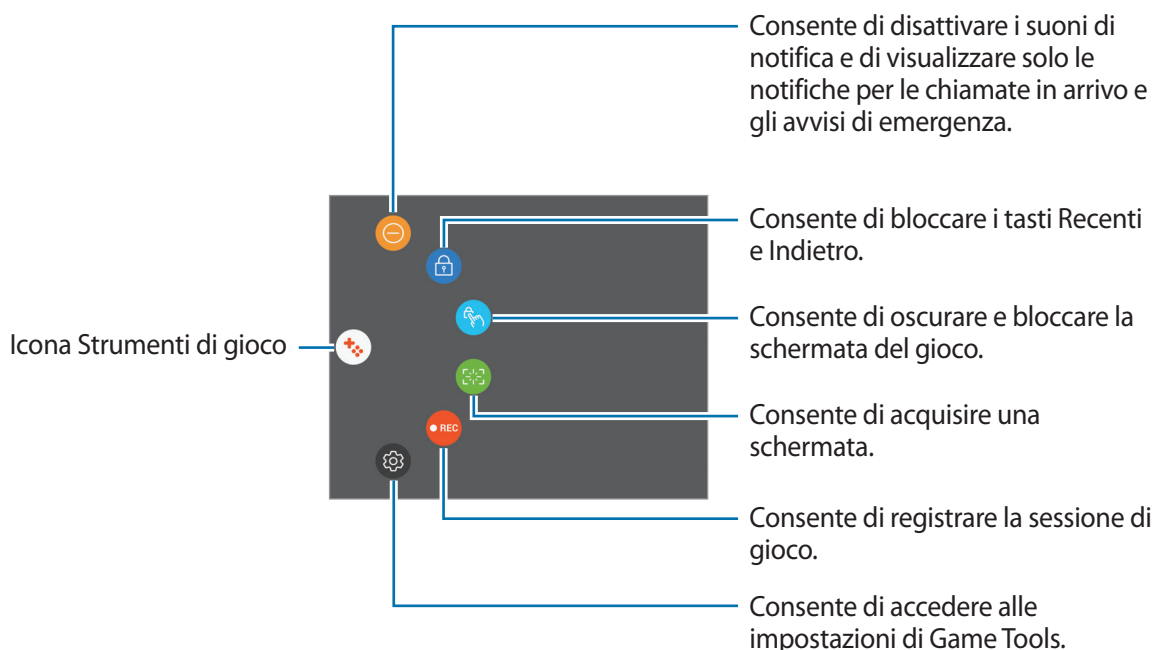 Consente di disattivare i suoni di
notifica e di visualizzare solo le
notifiche per le chiamate in arrivo e
gli avvisi di emergenza.
Consente di bloccare i tasti Recenti
e Indietro.
Consente di oscurare e bloccare la
schermata del gioco.
Icona Strumenti di gioco
Consente di acquisire una
schermata.
REC
Consente di registrare la sessione di
gioco.
Consente di accedere alle
impostazioni di Game Tools.